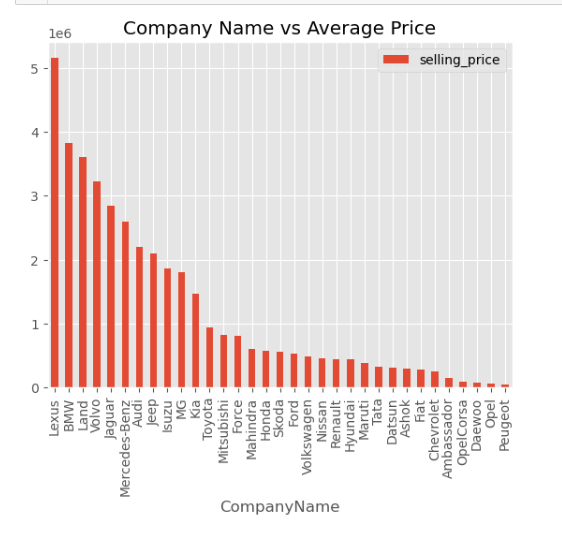 Company Name vs Average Price
1e6
selling_price
5
4
3
2
1
0
Lexus
BMW
Land
Volvo
Jaguar
Mercedes-Benz
Audi
Jeep
Isuzu
MG
Kia
Toyota
Mitsubishi
Force
Mahindra
Honda
Skoda
Ford
Volkswagen
Nissan
Renault
Hyundai
Maruti
Tata
Datsun
Ashok
Fiat
Chevrolet
Ambassador
OpelCorsa
Daewoo
Opel
Peugeot
CompanyName